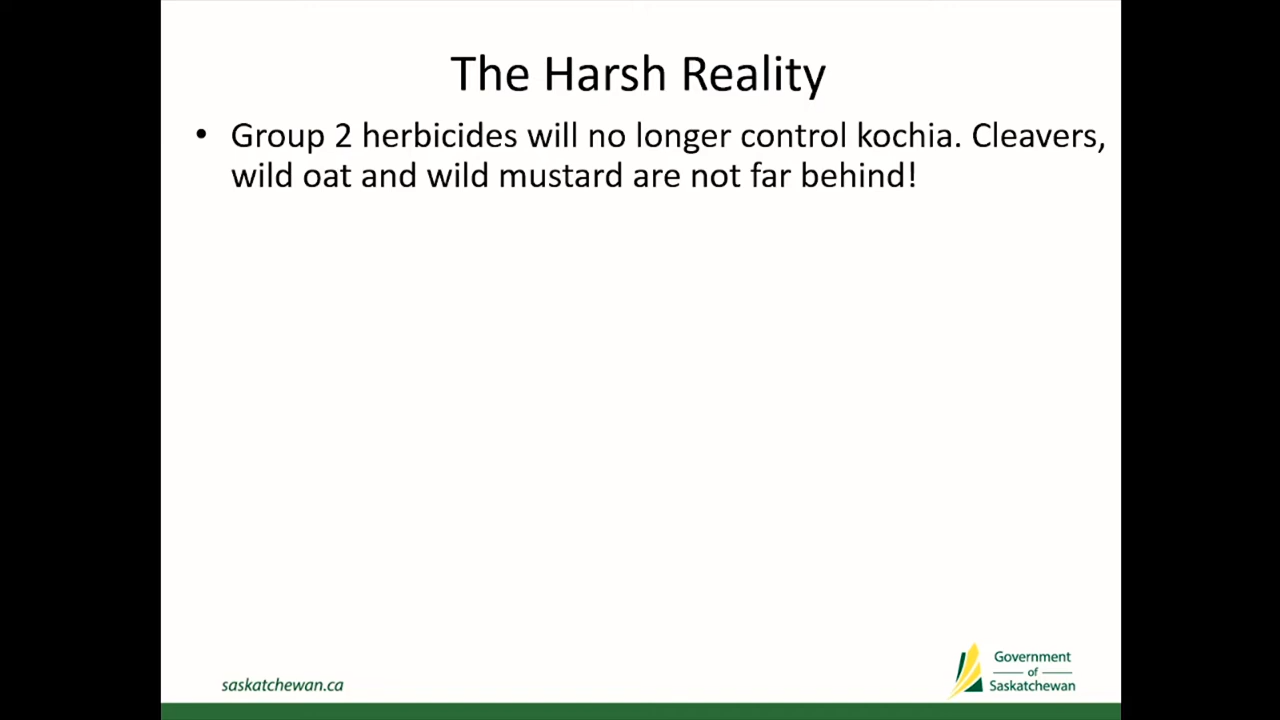 The Harsh Reality
• Group 2 herbicides will no longer control kochia. Cleavers,
wild oat and wild mustard are not far behind!
saskatchewan.ca
Government
of
Saskatchewan